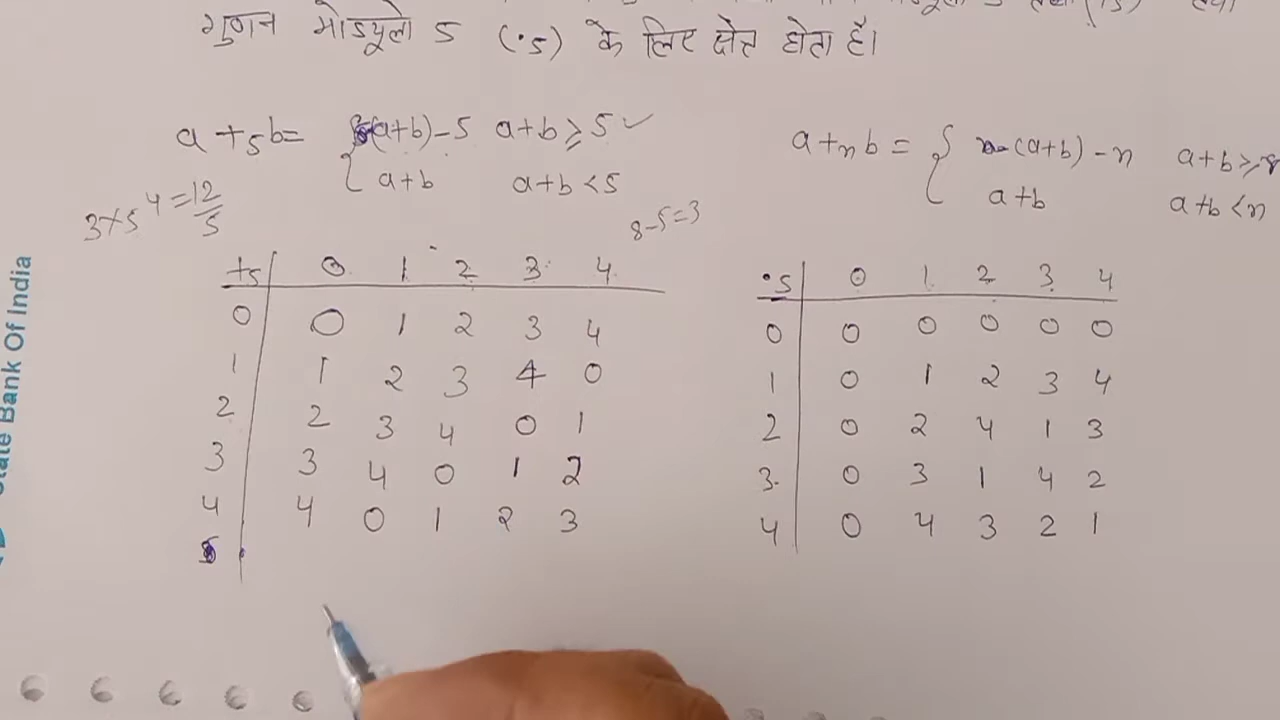 गुणन मोड्यूलो 5 (·5) के लिए क्षेत्र होता है।
a +5 b = { (a+b)-5 a+b ≥ 5 ✓
a+b a+b < 5
a +n b = { (a+b)-n a+b ≥ n
a+b a+b < n
3 ×5 4 = 12/5
8-5=3
+5 0 1 2 3 4
0 0 1 2 3 4
1 1 2 3 4 0
2 2 3 4 0 1
3 3 4 0 1 2
4 4 0 1 2 3
·5 0 1 2 3 4
0 0 0 0 0 0
1 0 1 2 3 4
2 0 2 4 1 3
3 0 3 1 4 2
4 0 4 3 2 1
State Bank Of India